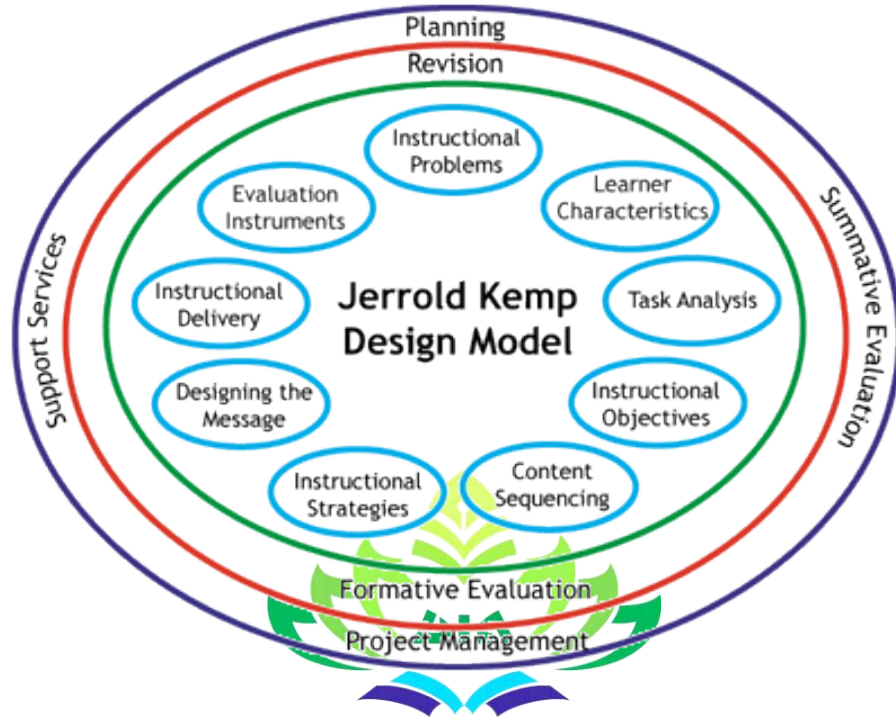 Planning
Revision
Instructional
Problems
Learner
Characteristics
Task Analysis
Instructional
Objectives
Content
Sequencing
Instructional
Strategies
Designing the
Message
Instructional
Delivery
Evaluation
Instruments
Jerrold Kemp
Design Model
Support Services
Summative Evaluation
Formative Evaluation
Project Management